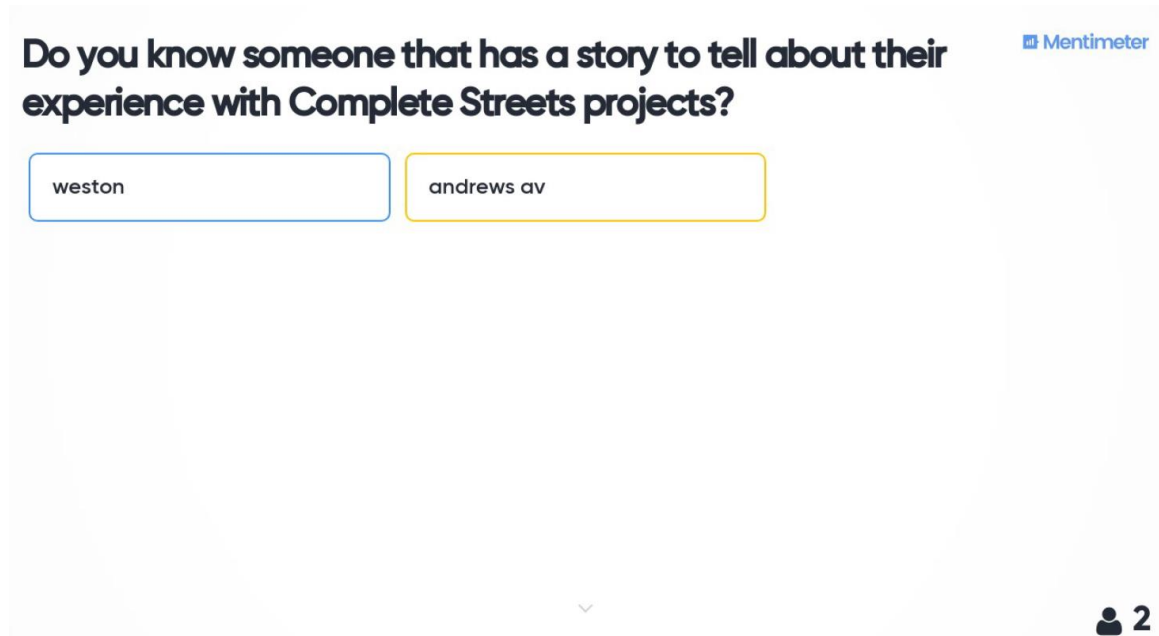 Do you know someone that has a story to tell about their
experience with Complete Streets projects?
Mentimeter
weston
andrews av
2